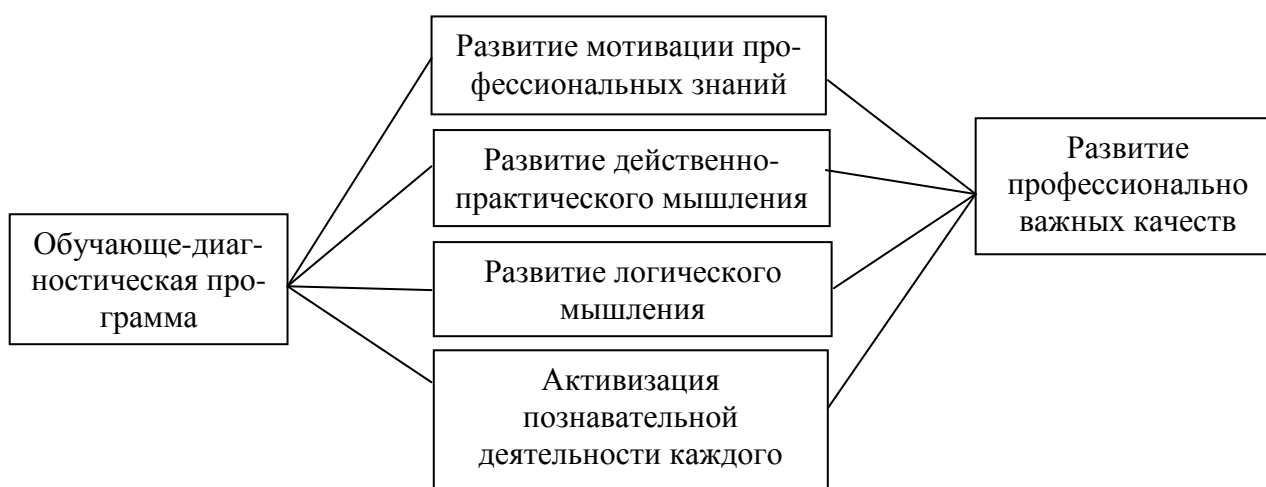 Развитие мотивации про-
фессиональных знаний
Развитие действенно-
практического мышления
Развитие
профессионально
важных качеств
Обучающе-диаг-
ностическая про-
грамма
Развитие логического
мышления
Активизация
познавательной
деятельности каждого